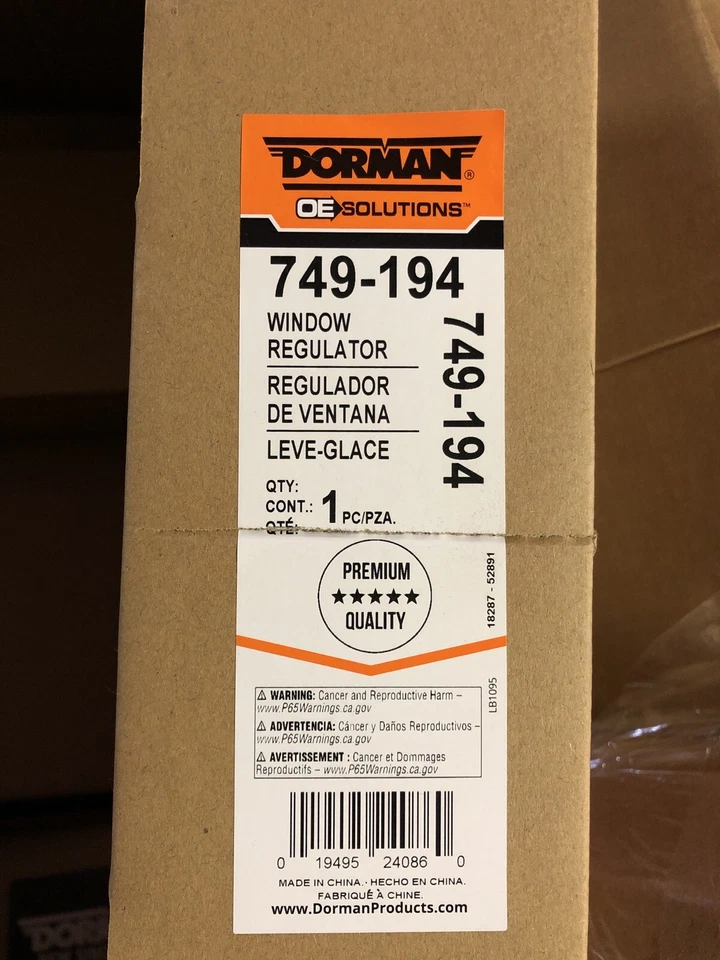 DORMAN®
OE SOLUTIONS™
749-194
WINDOW
REGULATOR
REGULADOR
DE VENTANA
LEVE-GLACE
749-194
QTY:
CONT.: 1 PC/PZA.
QTÉ:
PREMIUM
★★★★★
QUALITY
18287 - 52891
LB1095
⚠ WARNING: Cancer and Reproductive Harm –
www.P65Warnings.ca.gov
⚠ ADVERTENCIA: Cáncer y Daños Reproductivos –
www.P65Warnings.ca.gov
⚠ AVERTISSEMENT : Cancer et Dommages
Reproductifs – www.P65Warnings.ca.gov
0 19495 24086 0
MADE IN CHINA. · HECHO EN CHINA.
FABRIQUÉ À CHINE.
www.DormanProducts.com